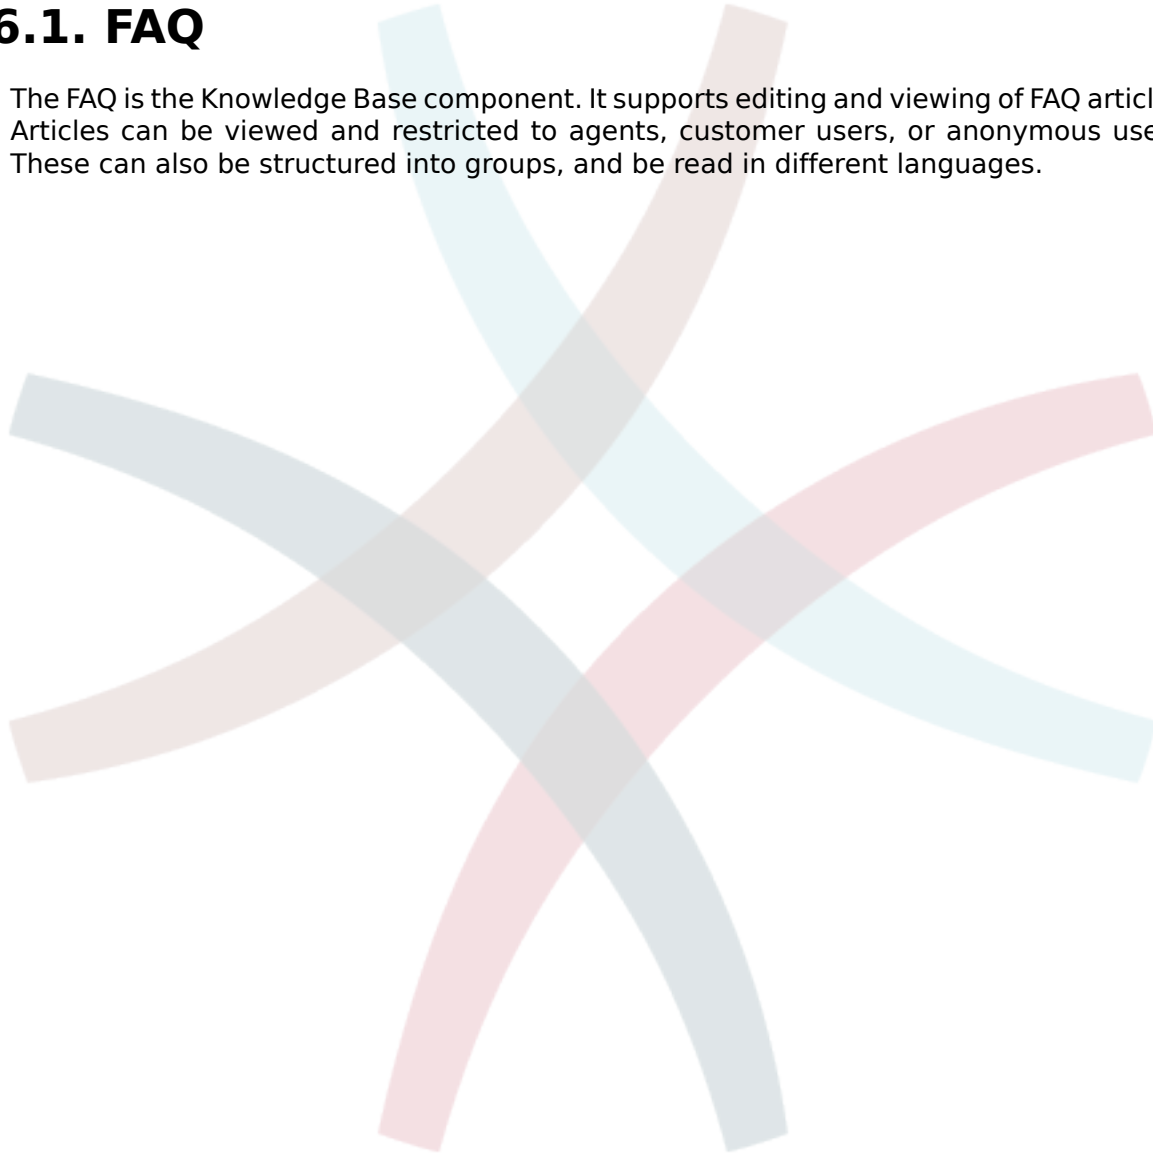 6.1. FAQ
The FAQ is the Knowledge Base component. It supports editing and viewing of FAQ articl
Articles can be viewed and restricted to agents, customer users, or anonymous use
These can also be structured into groups, and be read in different languages.